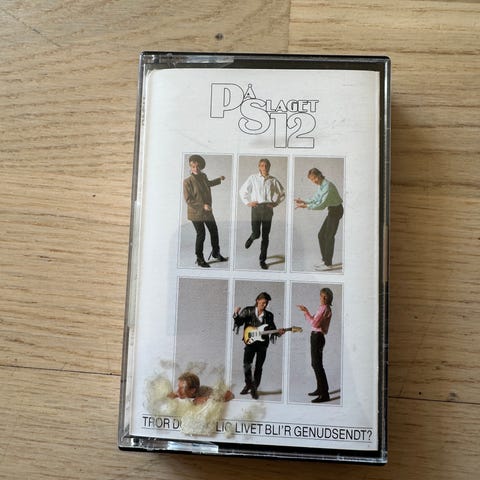 PÅ SLAGET
12
TROR LIVET BLI'R GENUDSENDT?